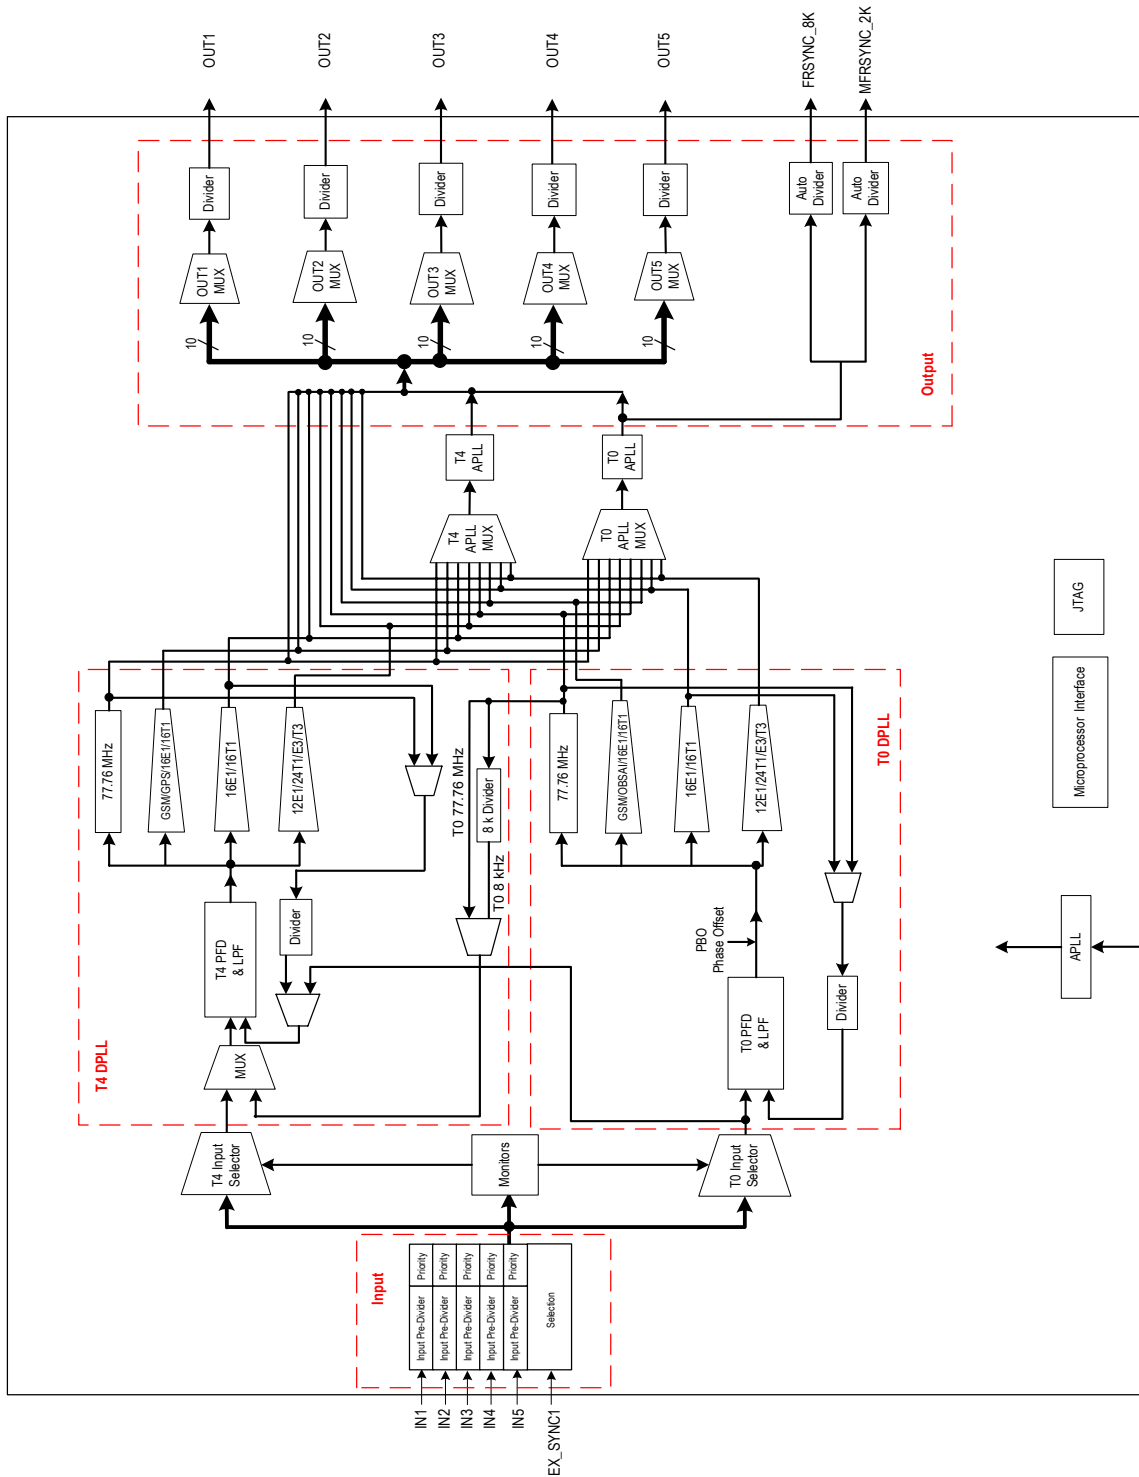 OUT1
OUT2
OUT3
OUT4
OUT5
FRSYNC_8K
MFRSYNC_2K
Divider
Divider
Divider
Divider
Divider
Auto
Divider
Auto
Divider
OUT1
MUX
OUT2
MUX
OUT3
MUX
OUT4
MUX
OUT5
MUX
10
10
10
10
10
Output
T4
APLL
T0
APLL
T4
APLL
MUX
T0
APLL
MUX
77.76 MHz
GSM/GPS/16E1/16T1
16E1/16T1
12E1/24T1/E3/T3
T0 77.76 MHz
8 k Divider
T0 8 kHz
Divider
T4 PFD
& LPF
MUX
T4 DPLL
77.76 MHz
GSM/OBSAI/16E1/16T1
16E1/16T1
12E1/24T1/E3/T3
T0 DPLL
PBO
Phase Offset
T0 PFD
& LPF
Divider
T4 Input
Selector
Monitors
T0 Input
Selector
Input
Input Pre-Divider
Priority
Input Pre-Divider
Priority
Input Pre-Divider
Priority
Input Pre-Divider
Priority
Input Pre-Divider
Priority
Selection
IN1
IN2
IN3
IN4
IN5
EX_SYNC1
JTAG
Microprocessor Interface
APLL